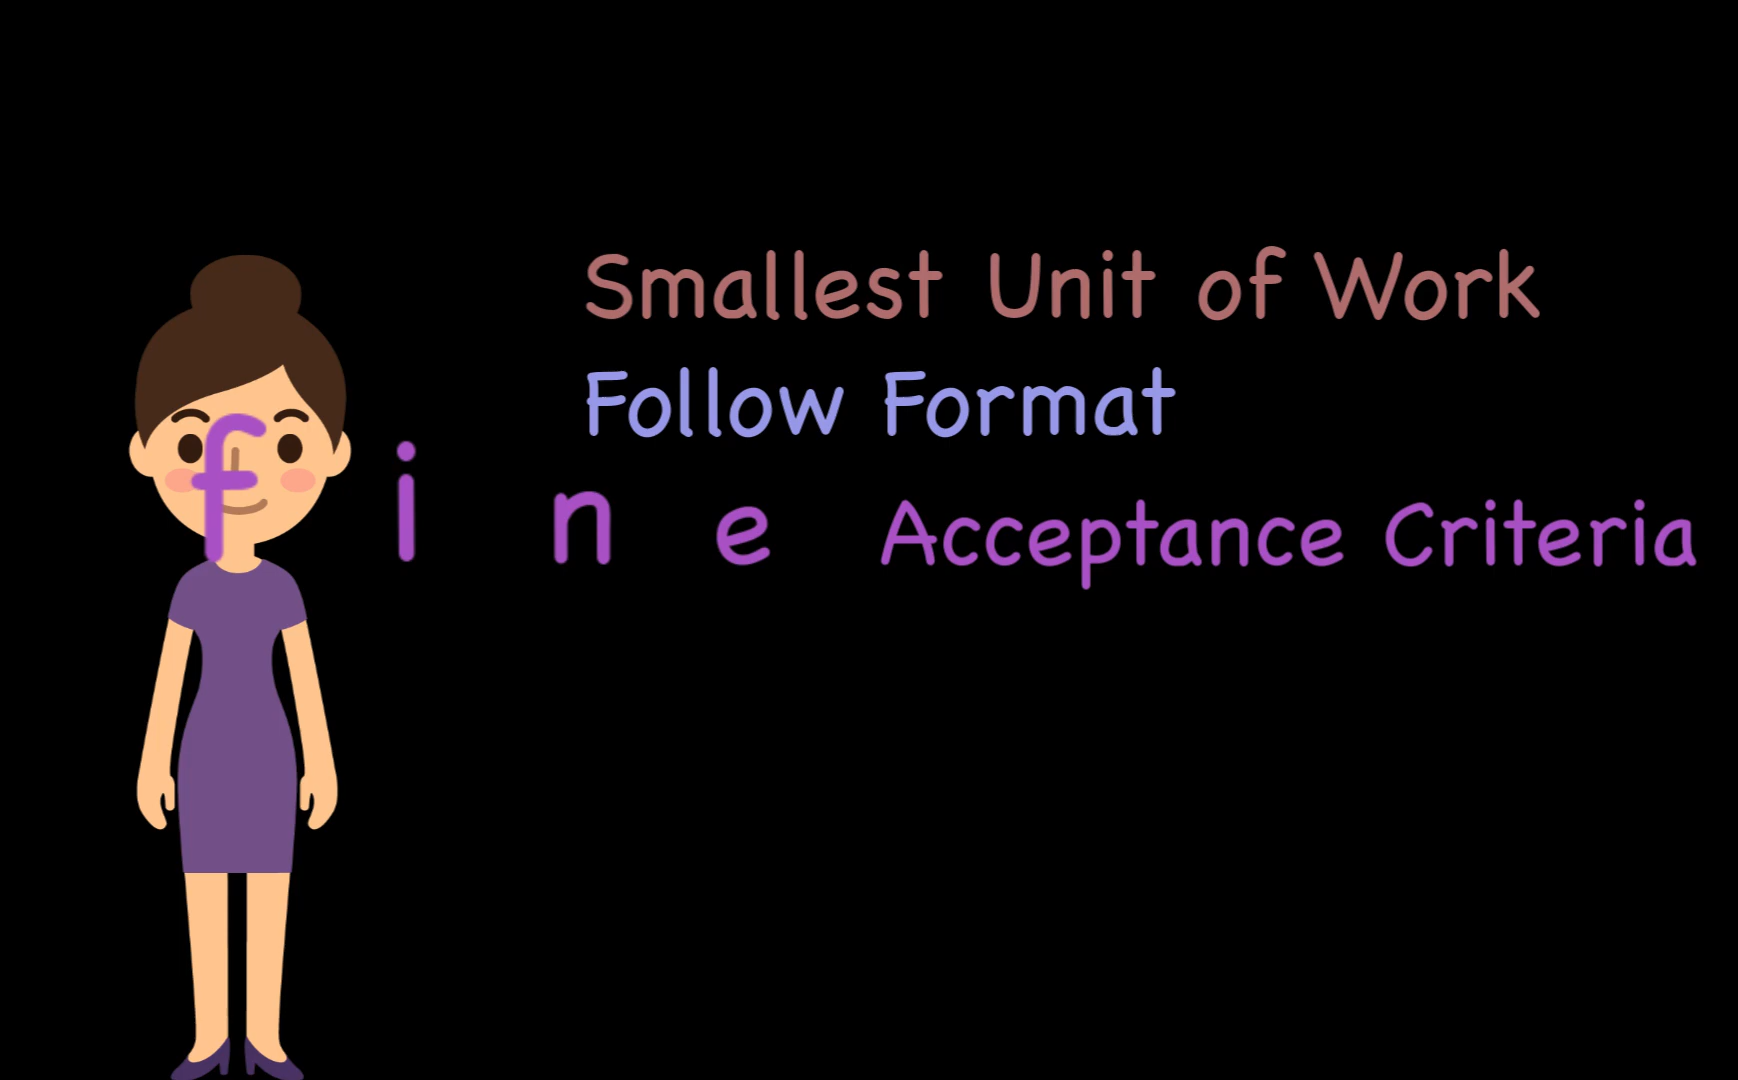 Smallest Unit of Work
Follow Format
f i n e Acceptance Criteria